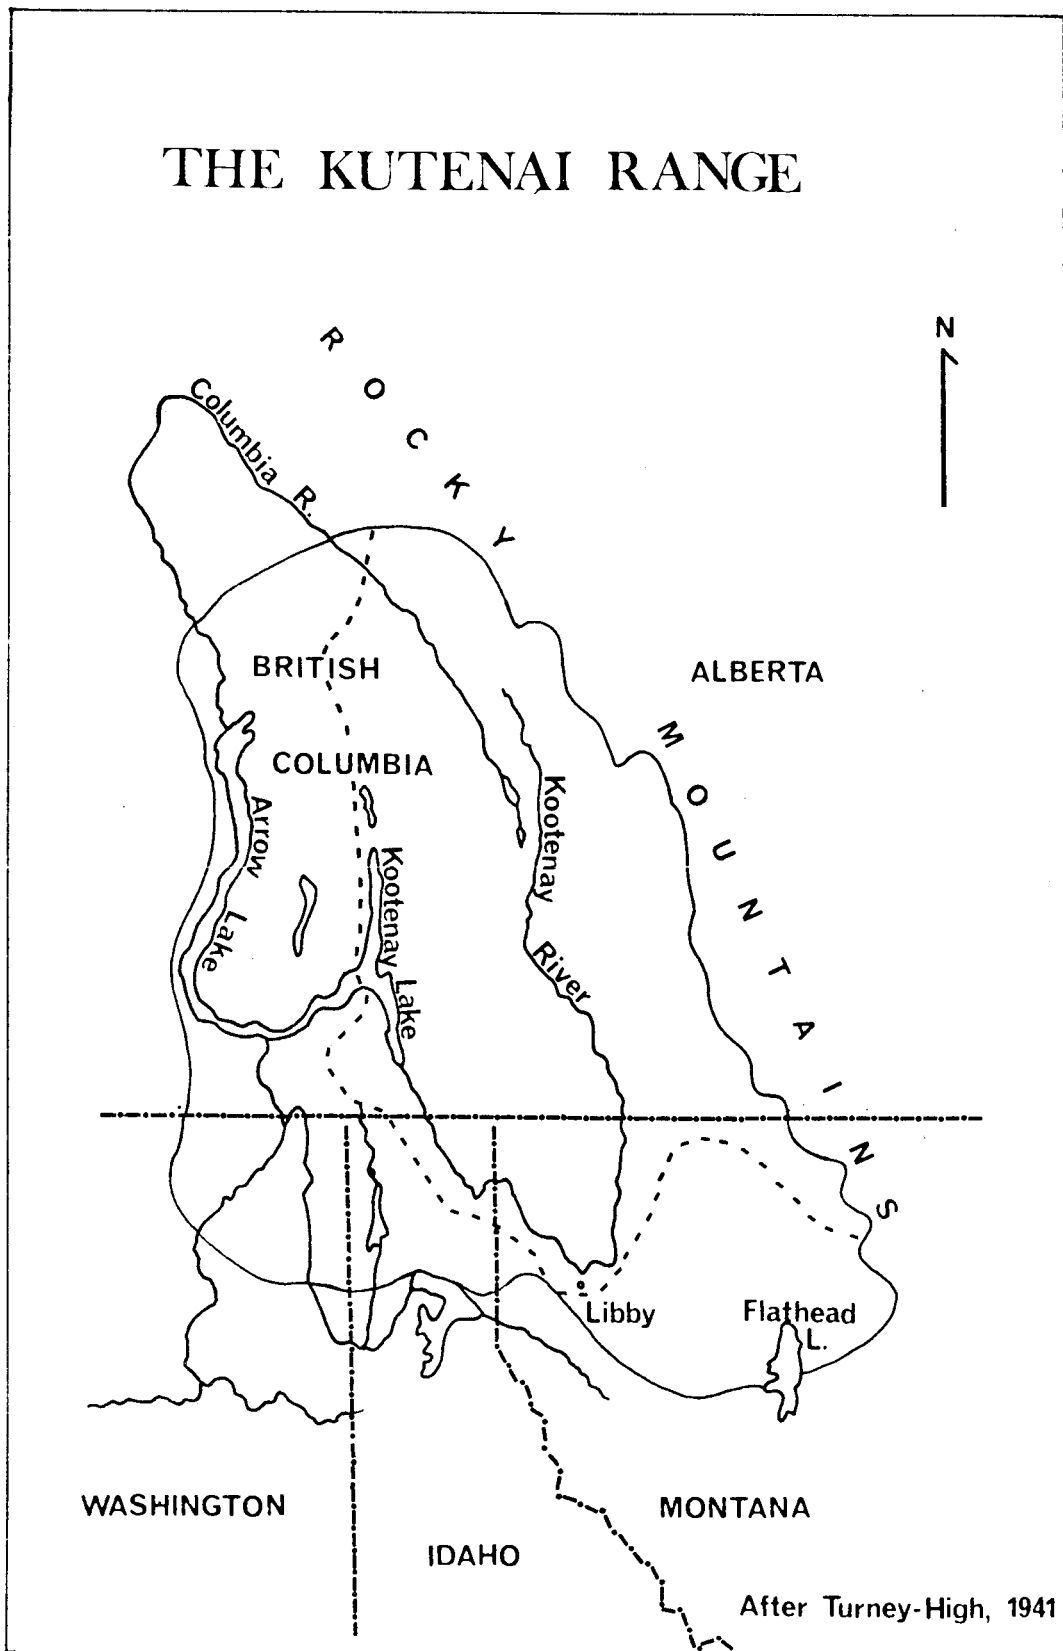 THE KUTENAI RANGE
N
ROCKY MOUNTAINS
Columbia R.
BRITISH
COLUMBIA
ALBERTA
Arrow Lake
Kootenay Lake
Kootenay River
Libby
Flathead
L.
WASHINGTON
MONTANA
IDAHO
After Turney-High, 1941